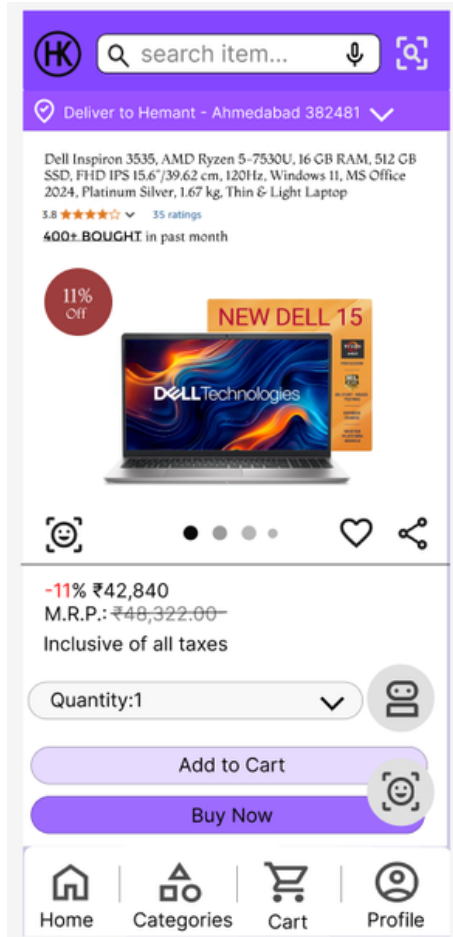 HK
search item...
Deliver to Hemant - Ahmedabad 382481
Dell Inspiron 3535, AMD Ryzen 5-7530U, 16 GB RAM, 512 GB
SSD, FHD IPS 15.6"/39.62 cm, 120Hz, Windows 11, MS Office
2024, Platinum Silver, 1.67 kg, Thin & Light Laptop
3.8 35 ratings
400+ BOUGHT in past month
11%
Off
NEW DELL 15
DELLTechnologies
-11% ₹42,840
M.R.P.: ₹48,322.00
Inclusive of all taxes
Quantity:1
Add to Cart
Buy Now
Home Categories Cart Profile